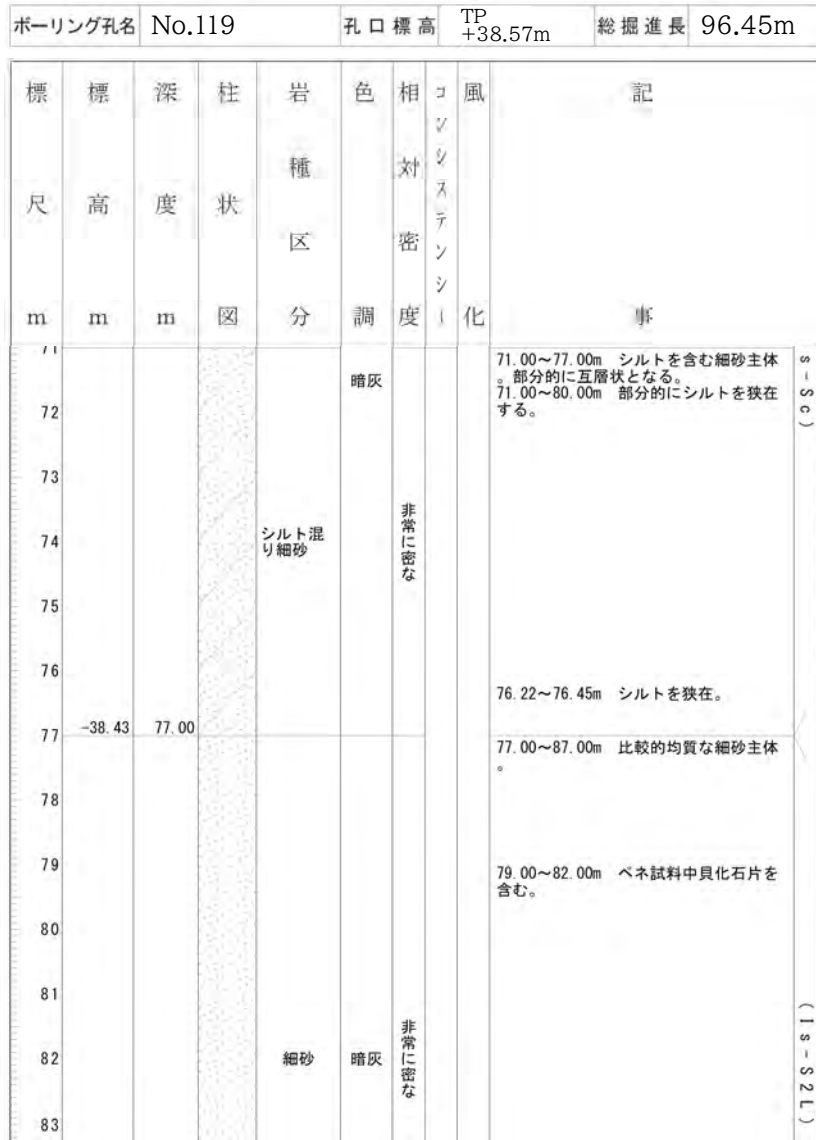 ボーリング孔名 No.119 孔口標高 TP +38.57m 総掘進長 96.45m
標尺 m
標高 m
深度 m
柱状図
岩種区分
色調
相対密度
コンシステンシー
風化
記事
71
暗灰
71.00～77.00m シルトを含む細砂主体
。部分的に互層状となる。
71.00～80.00m 部分的にシルトを狭在
する。
s-Sc)
72
73
シルト混
り細砂
非常に密な
74
75
76
76.22～76.45m シルトを狭在。
77 -38.43 77.00
77.00～87.00m 比較的均質な細砂主体
。
78
79
79.00～82.00m ペネ試料中貝化石片を
含む。
80
81
82 細砂 暗灰 非常に密な
(Is-S2L)
83